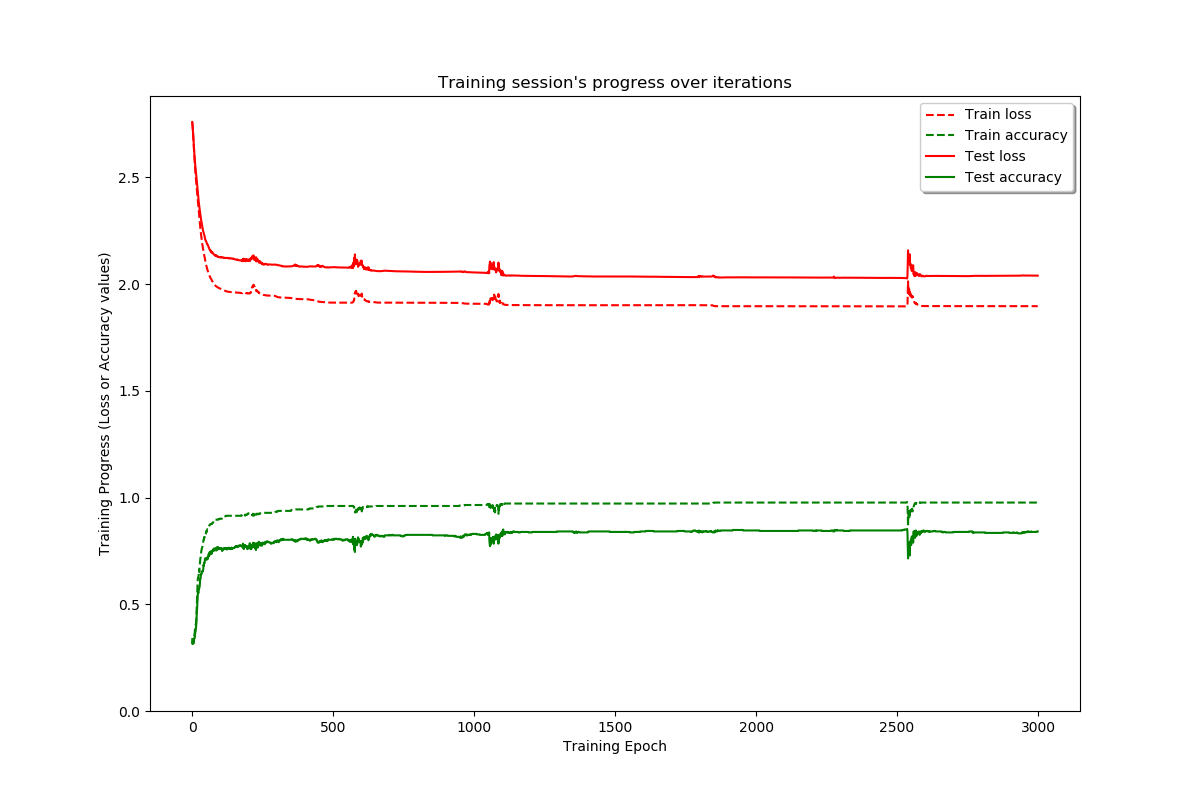 Training session's progress over iterations
Train loss
Train accuracy
Test loss
Test accuracy
Training Progress (Loss or Accuracy values)
2.5
2.0
1.5
1.0
0.5
0.0
0 500 1000 1500 2000 2500 3000
Training Epoch